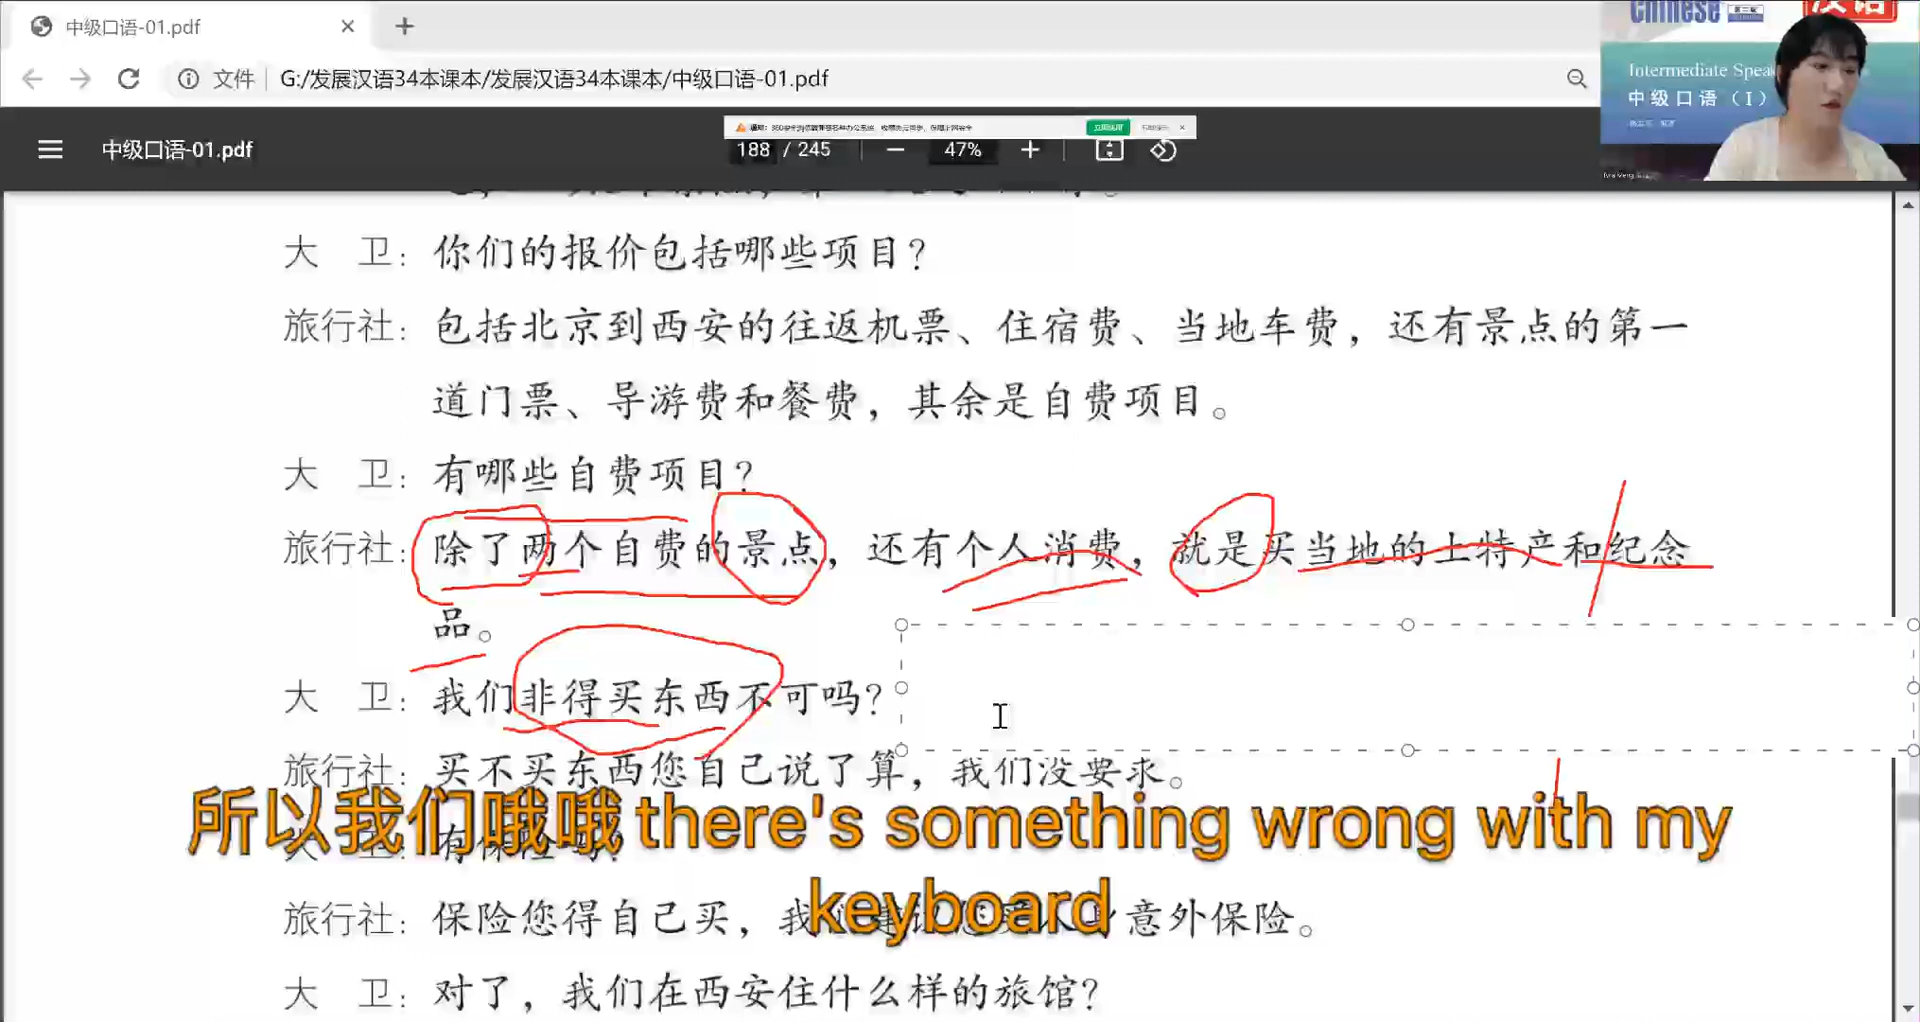 中级口语-01.pdf
文件 G:/发展汉语34本课本/发展汉语34本课本/中级口语-01.pdf
Chinese
汉语
Intermediate Spea
中级口语（Ⅰ）
中级口语-01.pdf
188 / 245
47%
大 卫：你们的报价包括哪些项目？
旅行社：包括北京到西安的往返机票、住宿费、当地车费，还有景点的第一
道门票、导游费和餐费，其余是自费项目。
大 卫：有哪些自费项目？
旅行社：除了两个自费的景点，还有个人消费，就是买当地的土特产和纪念
品。
大 卫：我们非得买东西不可吗？
旅行社：买不买东西您自己说了算，我们没要求。
所以我们哦哦there's something wrong with my
keyboard
旅行社：保险您得自己买，我 意外保险。
大 卫：对了，我们在西安住什么样的旅馆？